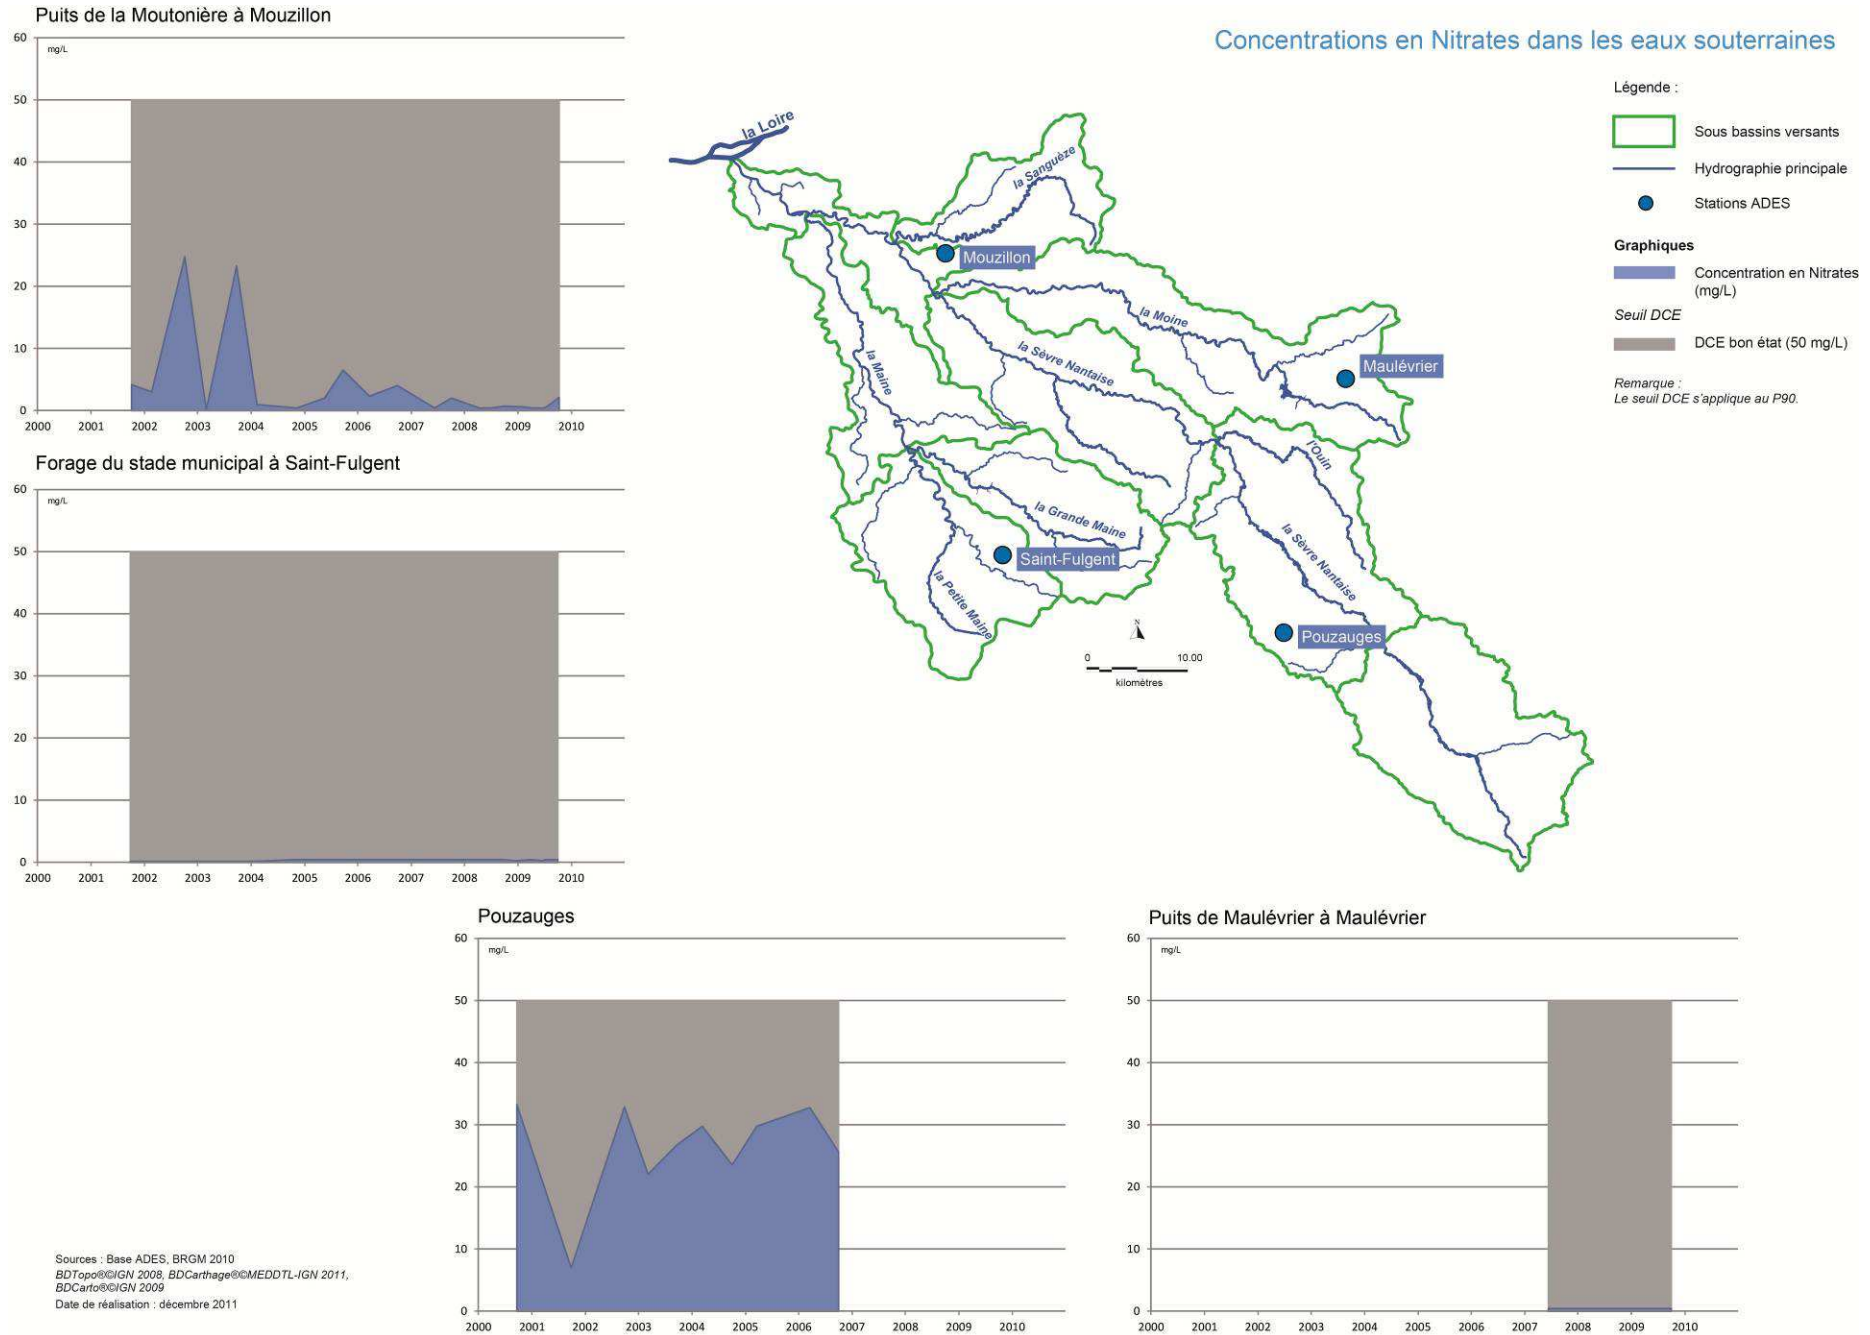 Puits de la Moutonière à Mouzillon
60
mg/L
50
40
30
20
10
0
2000 2001 2002 2003 2004 2005 2006 2007 2008 2009 2010
Forage du stade municipal à Saint-Fulgent
60
mg/L
50
40
30
20
10
0
2000 2001 2002 2003 2004 2005 2006 2007 2008 2009 2010
Concentrations en Nitrates dans les eaux souterraines
Légende :
Sous bassins versants
Hydrographie principale
Stations ADES
Graphiques
Concentration en Nitrates
(mg/L)
Seuil DCE
DCE bon état (50 mg/L)
Remarque :
Le seuil DCE s'applique au P90.
la Loire
la Sanguèze
Mouzillon
la Moine
la Sèvre Nantaise
la Maine
Maulévrier
l'Ouin
la Grande Maine
Saint-Fulgent
la Petite Maine
la Sèvre Nantaise
Pouzauges
N
0 10.00
kilomètres
Pouzauges
60
mg/L
50
40
30
20
10
0
2000 2001 2002 2003 2004 2005 2006 2007 2008 2009 2010
Puits de Maulévrier à Maulévrier
60
mg/L
50
40
30
20
10
0
2000 2001 2002 2003 2004 2005 2006 2007 2008 2009 2010
Sources : Base ADES, BRGM 2010
BDTopo®©IGN 2008, BDCarthage®©MEDDTL-IGN 2011,
BDCarto®©IGN 2009
Date de réalisation : décembre 2011